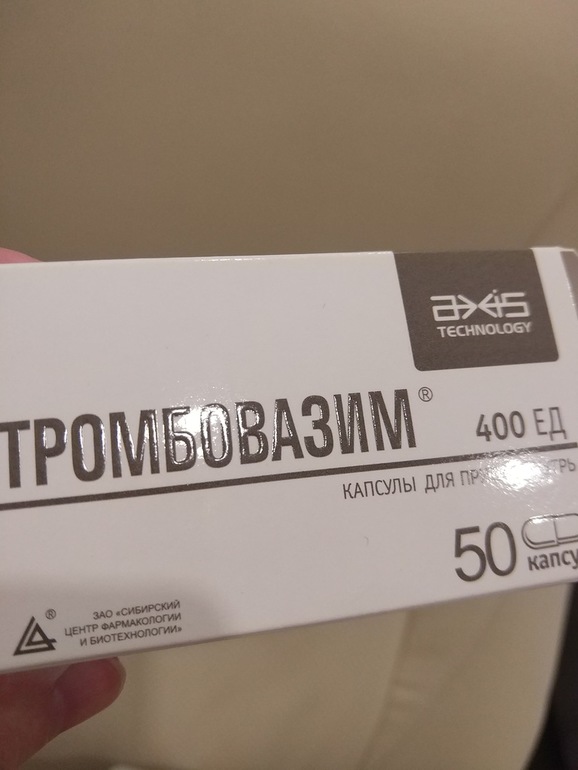 axis
TECHNOLOGY
ТРОМБОВАЗИМ®
400 ЕД
КАПСУЛЫ ДЛЯ
50
®
ЗАО «СИБИРСКИЙ
ЦЕНТР ФАРМАКОЛОГИИ
И БИОТЕХНОЛОГИИ»